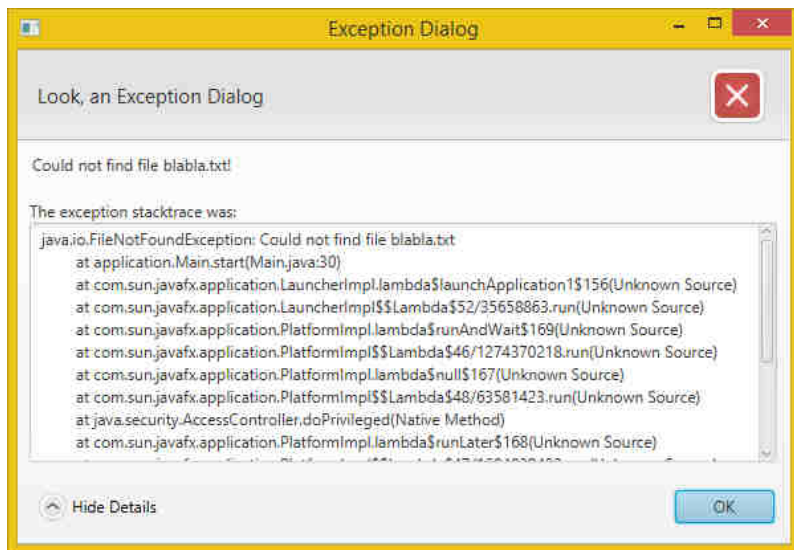 Exception Dialog
Look, an Exception Dialog
Could not find file blabla.txt!
The exception stacktrace was:
java.io.FileNotFoundException: Could not find file blabla.txt
at application.Main.start(Main.java:30)
at com.sun.javafx.application.LauncherImpl.lambda$launchApplication1$156(Unknown Source)
at com.sun.javafx.application.LauncherImpl$$Lambda$52/35658863.run(Unknown Source)
at com.sun.javafx.application.PlatformImpl.lambda$runAndWait$169(Unknown Source)
at com.sun.javafx.application.PlatformImpl$$Lambda$46/1274370218.run(Unknown Source)
at com.sun.javafx.application.PlatformImpl.lambda$null$167(Unknown Source)
at com.sun.javafx.application.PlatformImpl$$Lambda$48/63581423.run(Unknown Source)
at java.security.AccessController.doPrivileged(Native Method)
at com.sun.javafx.application.PlatformImpl.lambda$runLater$168(Unknown Source)
Hide Details
OK